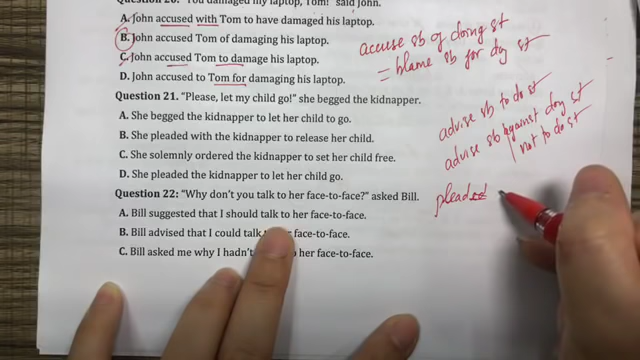 Question 20. "You damaged my laptop, Tom!" said John.
A. John accused with Tom to have damaged his laptop.
B. John accused Tom of damaging his laptop.
C. John accused Tom to damage his laptop.
D. John accused to Tom for damaging his laptop.
accuse sb of doing st
= blame sb for doing st
Question 21. "Please, let my child go!" she begged the kidnapper.
A. She begged the kidnapper to let her child to go.
B. She pleaded with the kidnapper to release her child.
C. She solemnly ordered the kidnapper to set her child free.
D. She pleaded the kidnapper to let her child go.
advise sb to do st
advise sb against doy st
not to do st
Question 22: "Why don't you talk to her face-to-face?" asked Bill.
A. Bill suggested that I should talk to her face-to-face.
B. Bill advised that I could talk her face-to-face.
C. Bill asked me why I hadn't her face-to-face.
pleaded